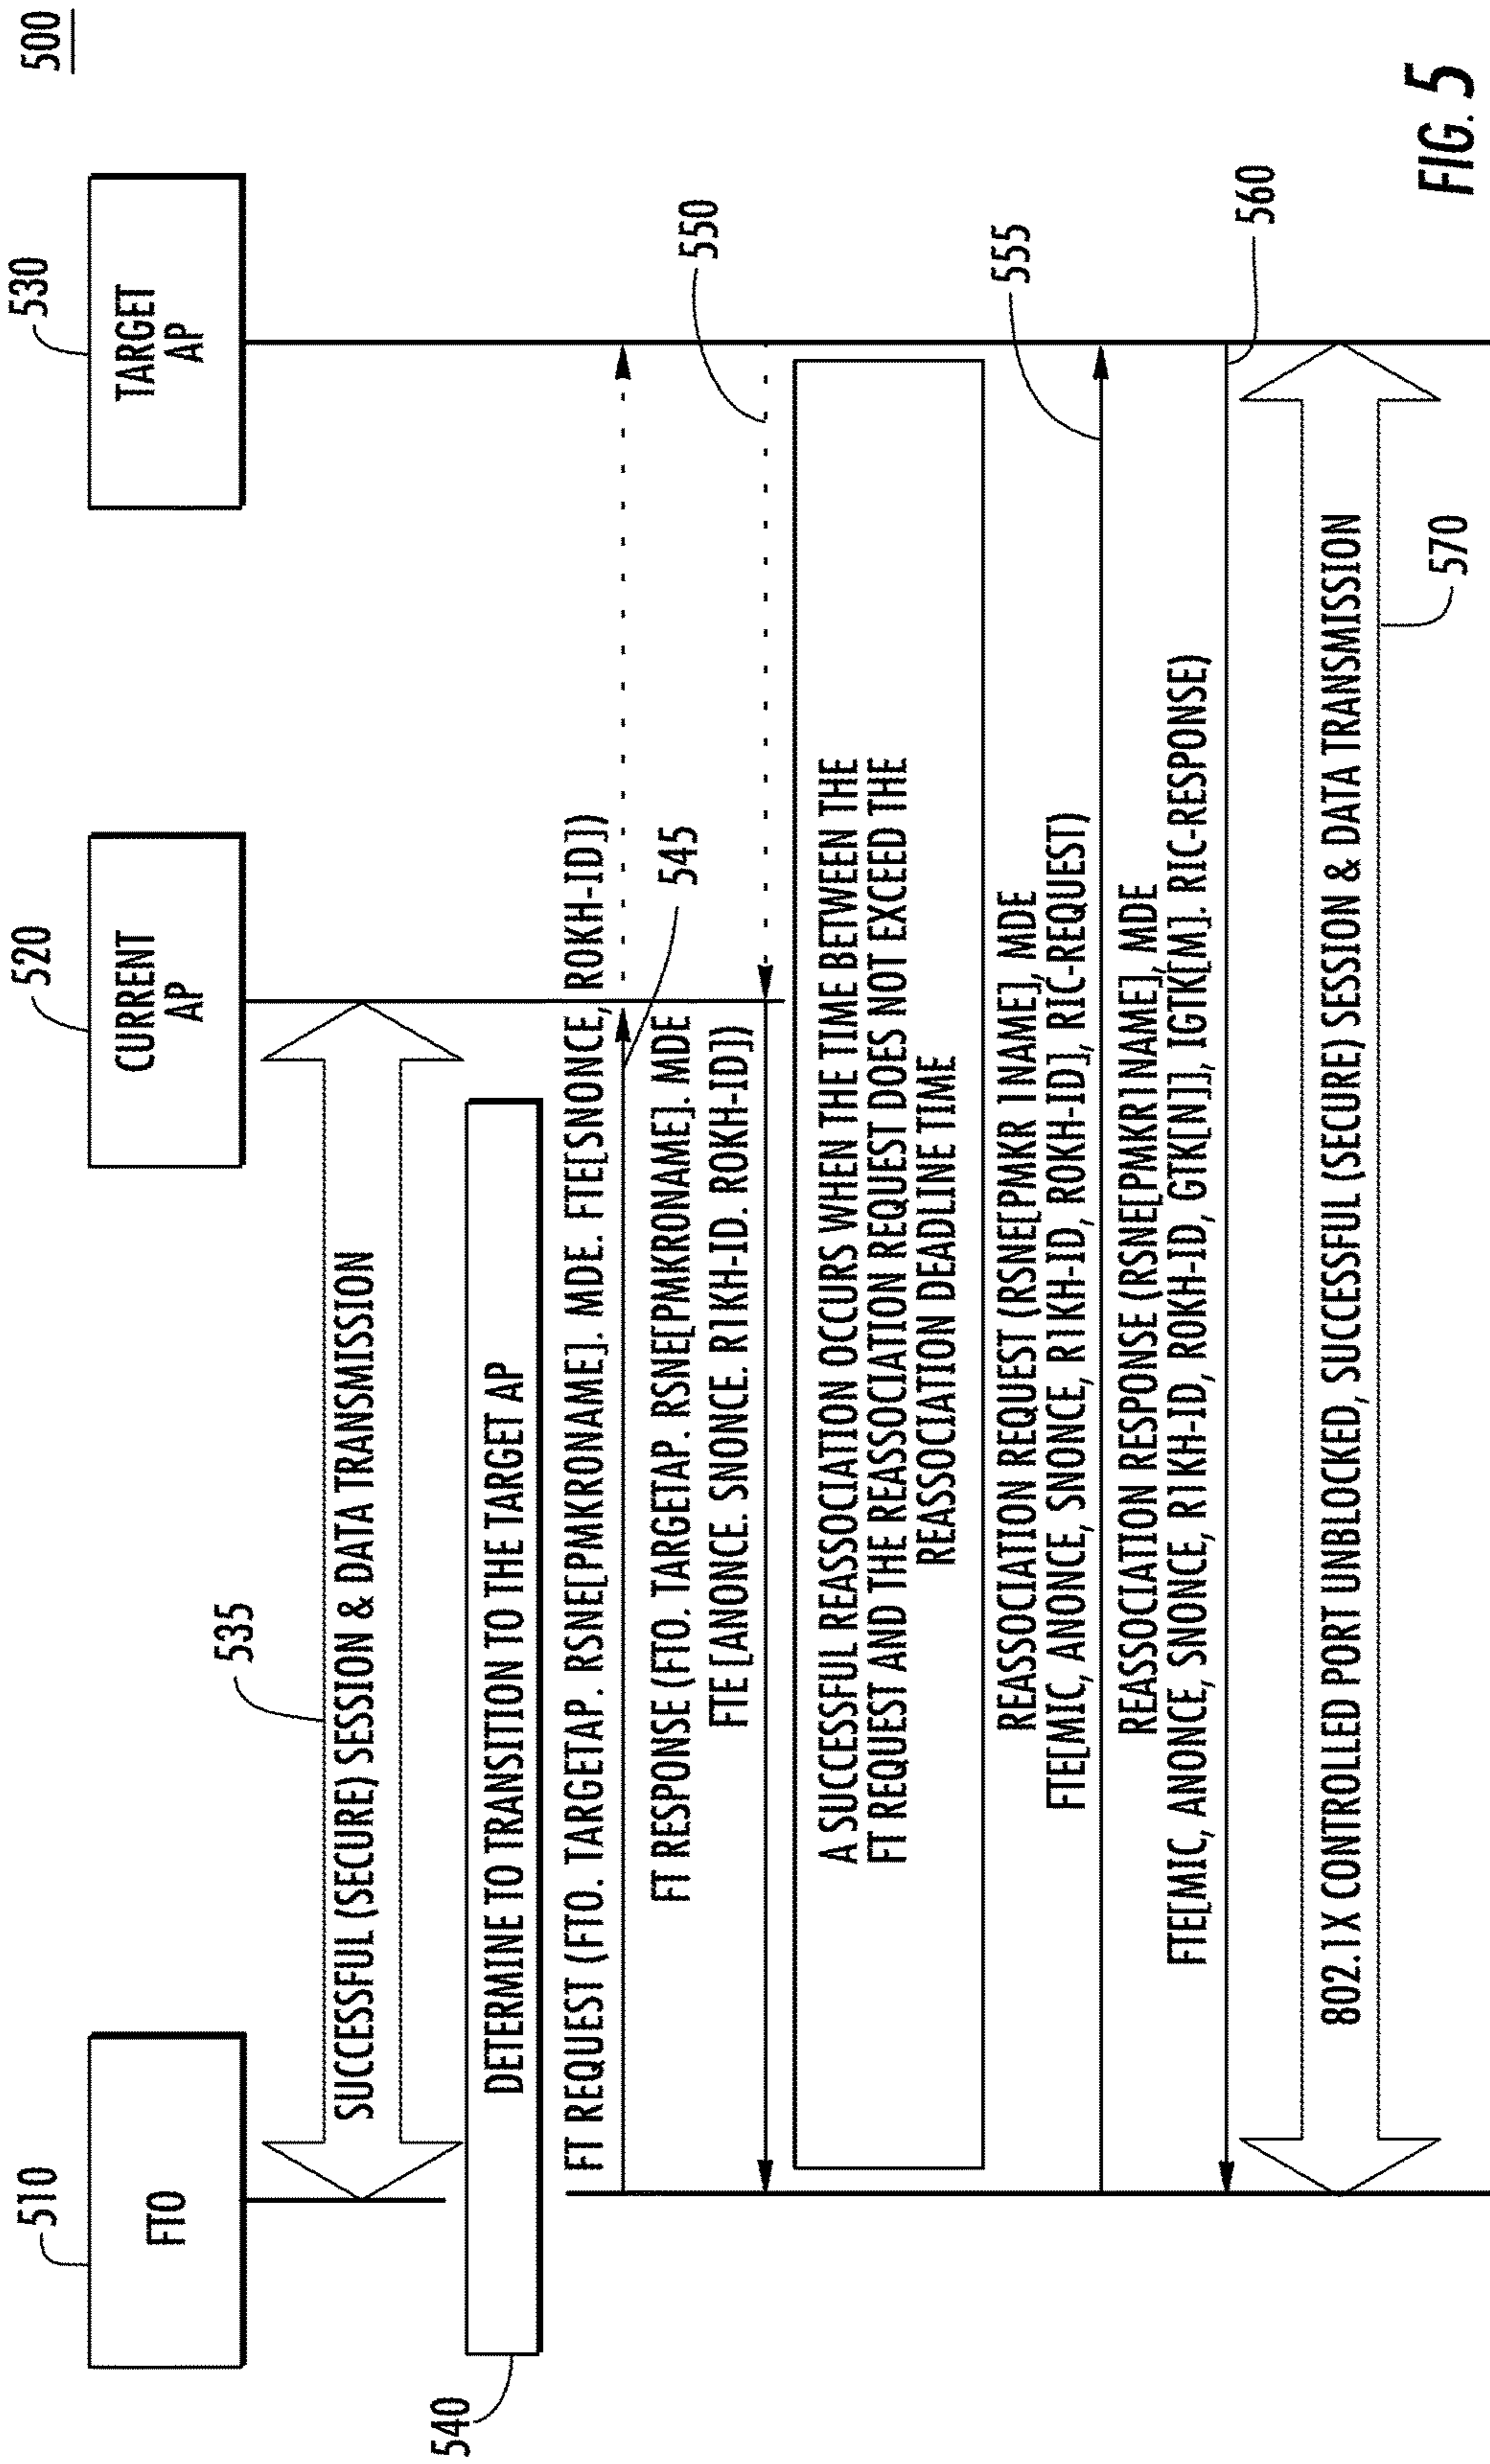 500
510
520
530
FTO
CURRENT
AP
TARGET
AP
535
SUCCESSFUL (SECURE) SESSION & DATA TRANSMISSION
540
DETERMINE TO TRANSITION TO THE TARGET AP
FT REQUEST (FTO. TARGETAP. RSNE[PMKRONAME]. MDE. FTE[SNONCE, ROKH-ID])
545
FT RESPONSE (FTO. TARGETAP. RSNE[PMKRONAME]. MDE
FTE [ANONCE. SNONCE. R1KH-ID. ROKH-ID])
550
A SUCCESSFUL REASSOCIATION OCCURS WHEN THE TIME BETWEEN THE
FT REQUEST AND THE REASSOCIATION REQUEST DOES NOT EXCEED THE
REASSOCIATION DEADLINE TIME
REASSOCIATION REQUEST (RSNE[PMKR 1NAME], MDE
FTE[MIC, ANONCE, SNONCE, R1KH-ID, ROKH-ID], RIC-REQUEST)
555
REASSOCIATION RESPONSE (RSNE[PMKR1NAME], MDE
FTE[MIC, ANONCE, SNONCE, R1KH-ID, ROKH-ID, GTK[N]], IGTK[M]. RIC-RESPONSE)
560
802.1X CONTROLLED PORT UNBLOCKED, SUCCESSFUL (SECURE) SESSION & DATA TRANSMISSION
570
FIG. 5